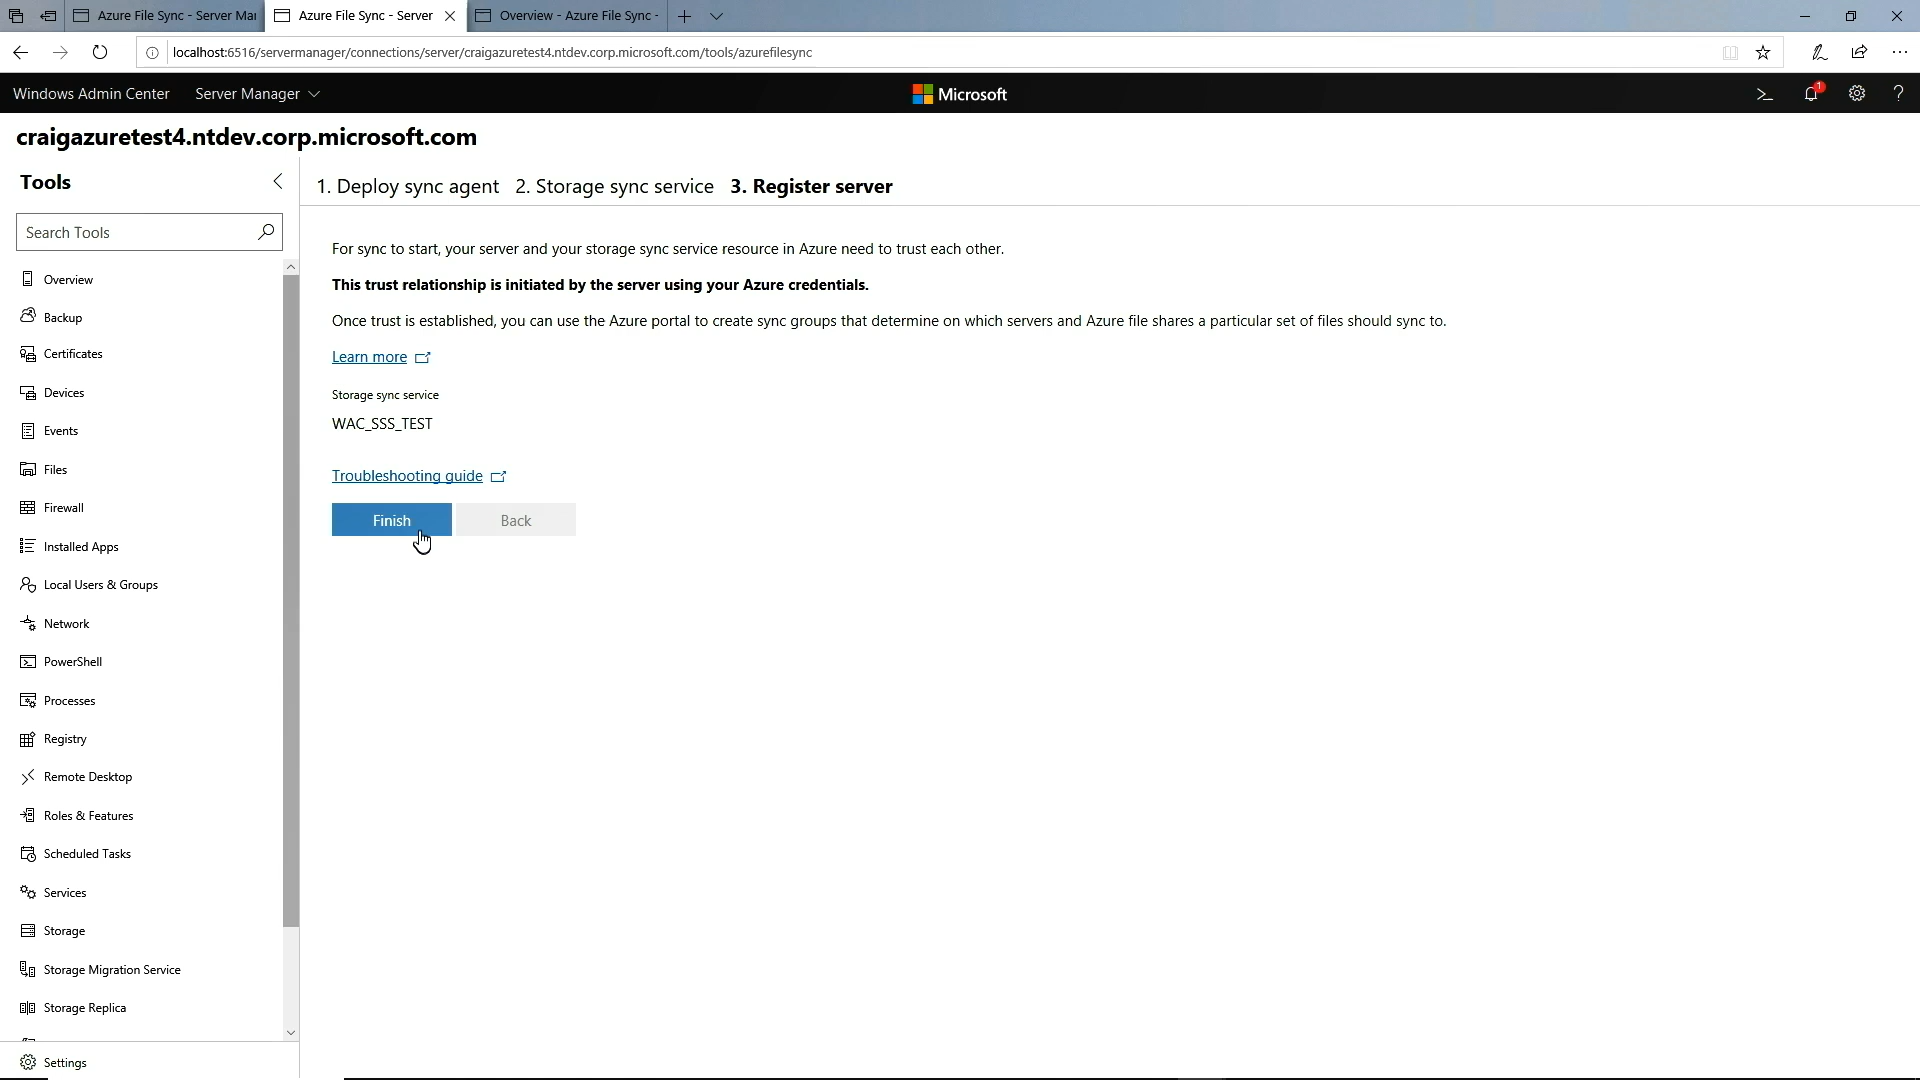 Azure File Sync - Server Mar
Azure File Sync - Server
Overview - Azure File Sync -
localhost:6516/servermanager/connections/server/craigazuretest4.ntdev.corp.microsoft.com/tools/azurefilesync
Windows Admin Center
Server Manager
Microsoft
1
?
craigazuretest4.ntdev.corp.microsoft.com
Tools
Search Tools
Overview
Backup
Certificates
Devices
Events
Files
Firewall
Installed Apps
Local Users & Groups
Network
PowerShell
Processes
Registry
Remote Desktop
Roles & Features
Scheduled Tasks
Services
Storage
Storage Migration Service
Storage Replica
Settings
1. Deploy sync agent 2. Storage sync service 3. Register server
For sync to start, your server and your storage sync service resource in Azure need to trust each other.
This trust relationship is initiated by the server using your Azure credentials.
Once trust is established, you can use the Azure portal to create sync groups that determine on which servers and Azure file shares a particular set of files should sync to.
Learn more
Storage sync service
WAC_SSS_TEST
Troubleshooting guide
Finish
Back